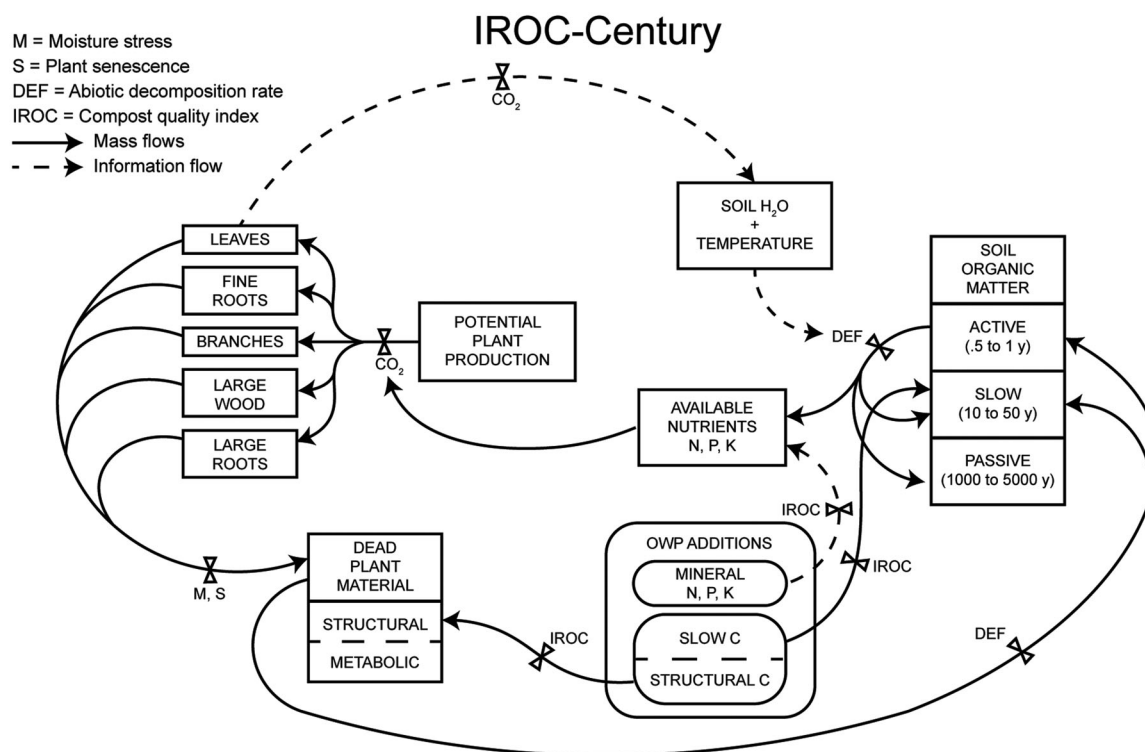 IROC-Century
M = Moisture stress
S = Plant senescence
DEF = Abiotic decomposition rate
IROC = Compost quality index
Mass flows
Information flow
CO₂
SOIL H₂O
+
TEMPERATURE
LEAVES
FINE
ROOTS
BRANCHES
LARGE
WOOD
LARGE
ROOTS
CO₂
POTENTIAL
PLANT
PRODUCTION
AVAILABLE
NUTRIENTS
N, P, K
DEF
SOIL
ORGANIC
MATTER
ACTIVE
(.5 to 1 y)
SLOW
(10 to 50 y)
PASSIVE
(1000 to 5000 y)
M, S
DEAD
PLANT
MATERIAL
STRUCTURAL
METABOLIC
IROC
OWP ADDITIONS
MINERAL
N, P, K
SLOW C
STRUCTURAL C
IROC
IROC
DEF